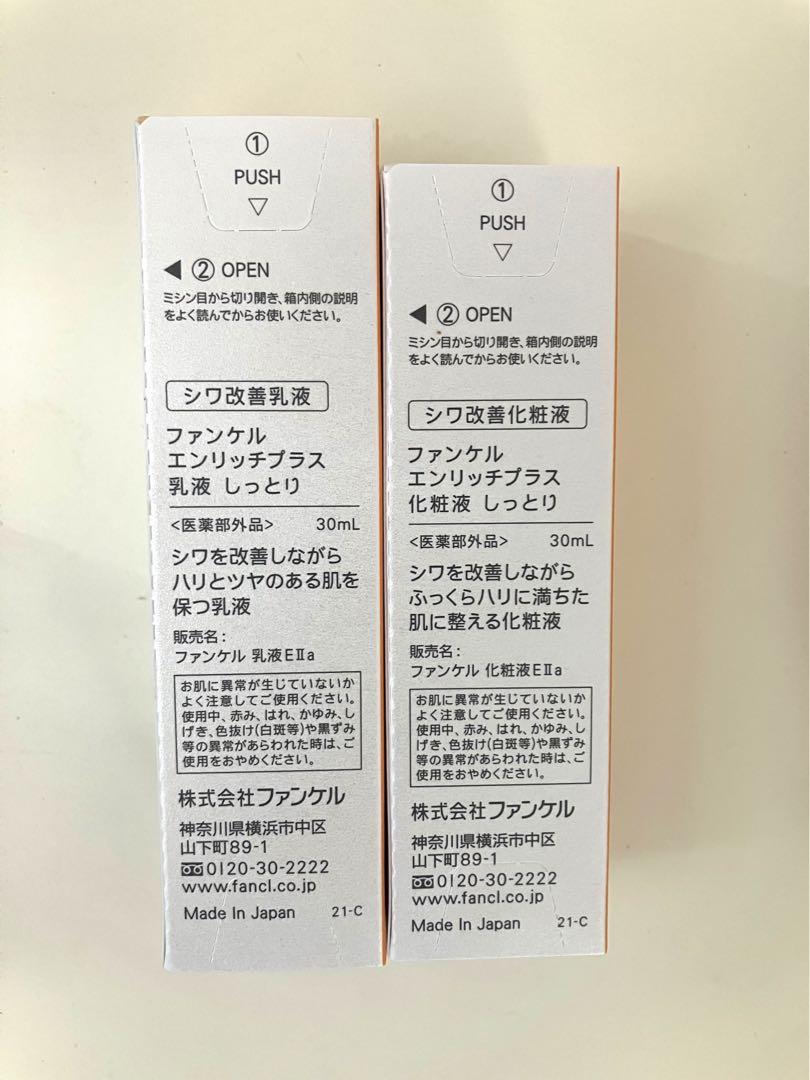 ①
PUSH
▽
◀ ② OPEN
ミシン目から切り開き、箱内側の説明
をよく読んでからお使いください。
シワ改善乳液
ファンケル
エンリッチプラス
乳液 しっとり
<医薬部外品> 30mL
シワを改善しながら
ハリとツヤのある肌を
保つ乳液
販売名:
ファンケル 乳液EⅡa
お肌に異常が生じていないか
よく注意してご使用ください。
使用中、赤み、はれ、かゆみ、し
げき、色抜け(白斑等)や黒ずみ
等の異常があらわれた時は、ご
使用をおやめください。
株式会社ファンケル
神奈川県横浜市中区
山下町89-1
0120-30-2222
www.fancl.co.jp
Made In Japan 21-C
①
PUSH
▽
◀ ② OPEN
ミシン目から切り開き、箱内側の説明
をよく読んでからお使いください。
シワ改善化粧液
ファンケル
エンリッチプラス
化粧液 しっとり
<医薬部外品> 30mL
シワを改善しながら
ふっくらハリに満ちた
肌に整える化粧液
販売名:
ファンケル 化粧液EⅡa
お肌に異常が生じていないか
よく注意してご使用ください。
使用中、赤み、はれ、かゆみ、し
げき、色抜け(白斑等)や黒ずみ
等の異常があらわれた時は、ご
使用をおやめください。
株式会社ファンケル
神奈川県横浜市中区
山下町89-1
0120-30-2222
www.fancl.co.jp
Made In Japan 21-C